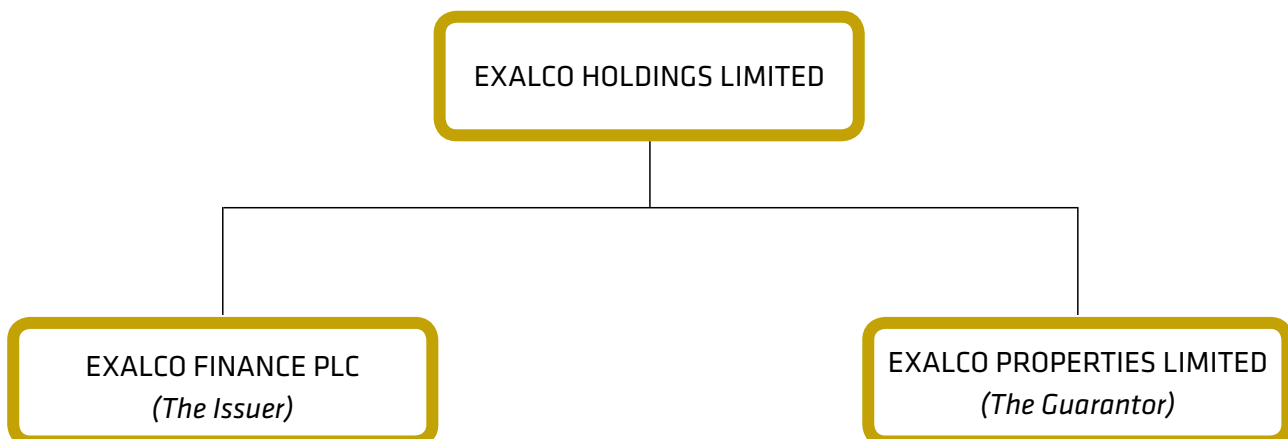 EXALCO HOLDINGS LIMITED
EXALCO FINANCE PLC
(The Issuer)
EXALCO PROPERTIES LIMITED
(The Guarantor)